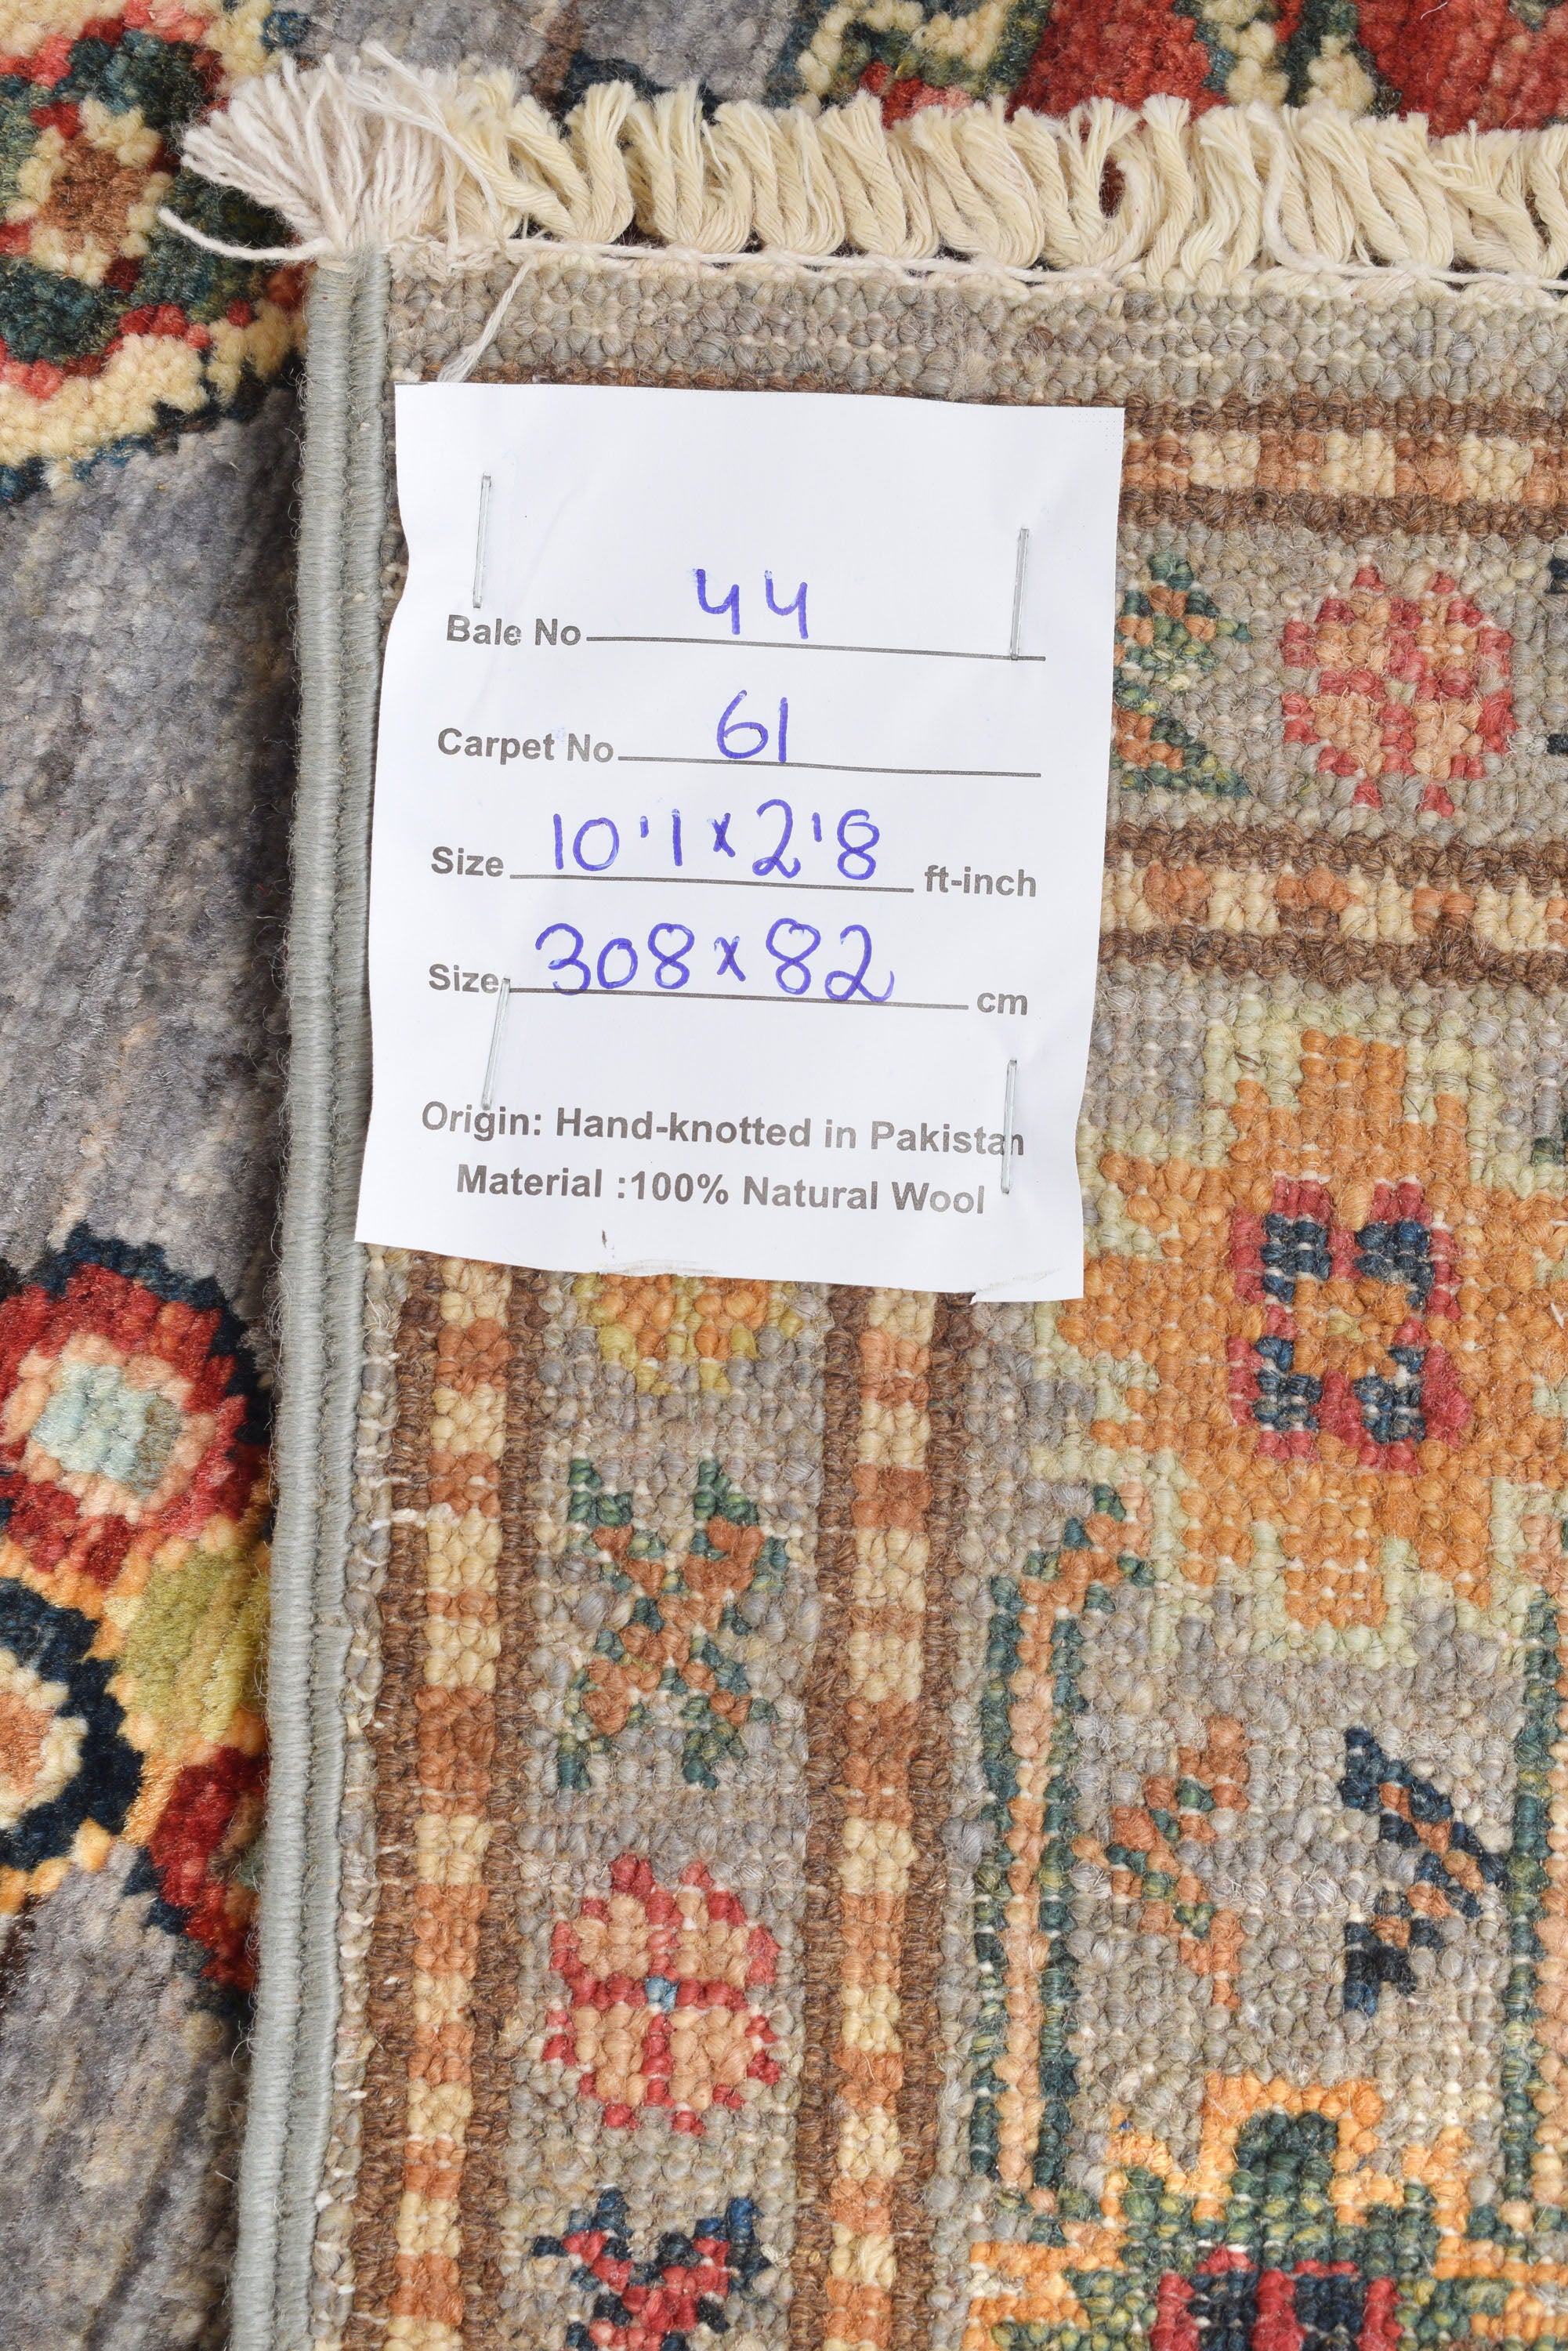 Bale No 44
Carpet No 61
Size 10'1 x 2'8 ft-inch
Size 308 x 82 cm
Origin: Hand-knotted in Pakistan
Material :100% Natural Wool